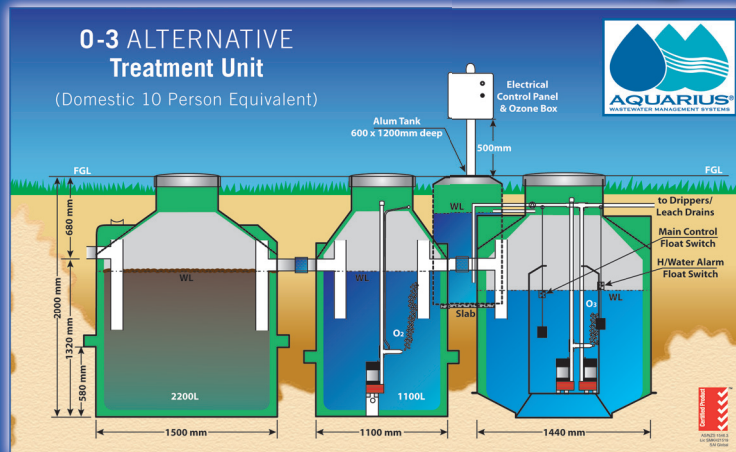 O-3 ALTERNATIVE
Treatment Unit
(Domestic 10 Person Equivalent)
AQUARIUS®
WASTEWATER MANAGEMENT SYSTEMS
Electrical
Control Panel
& Ozone Box
Alum Tank
600 x 1200mm deep
500mm
FGL
FGL
to Drippers/
Leach Drains
Main Control
Float Switch
H/Water Alarm
Float Switch
WL
WL
WL
WL
Slab
O₂
O₃
680 mm
2000 mm
1320 mm
580 mm
2200L
1100L
1500 mm
1100 mm
1440 mm
Certified Product